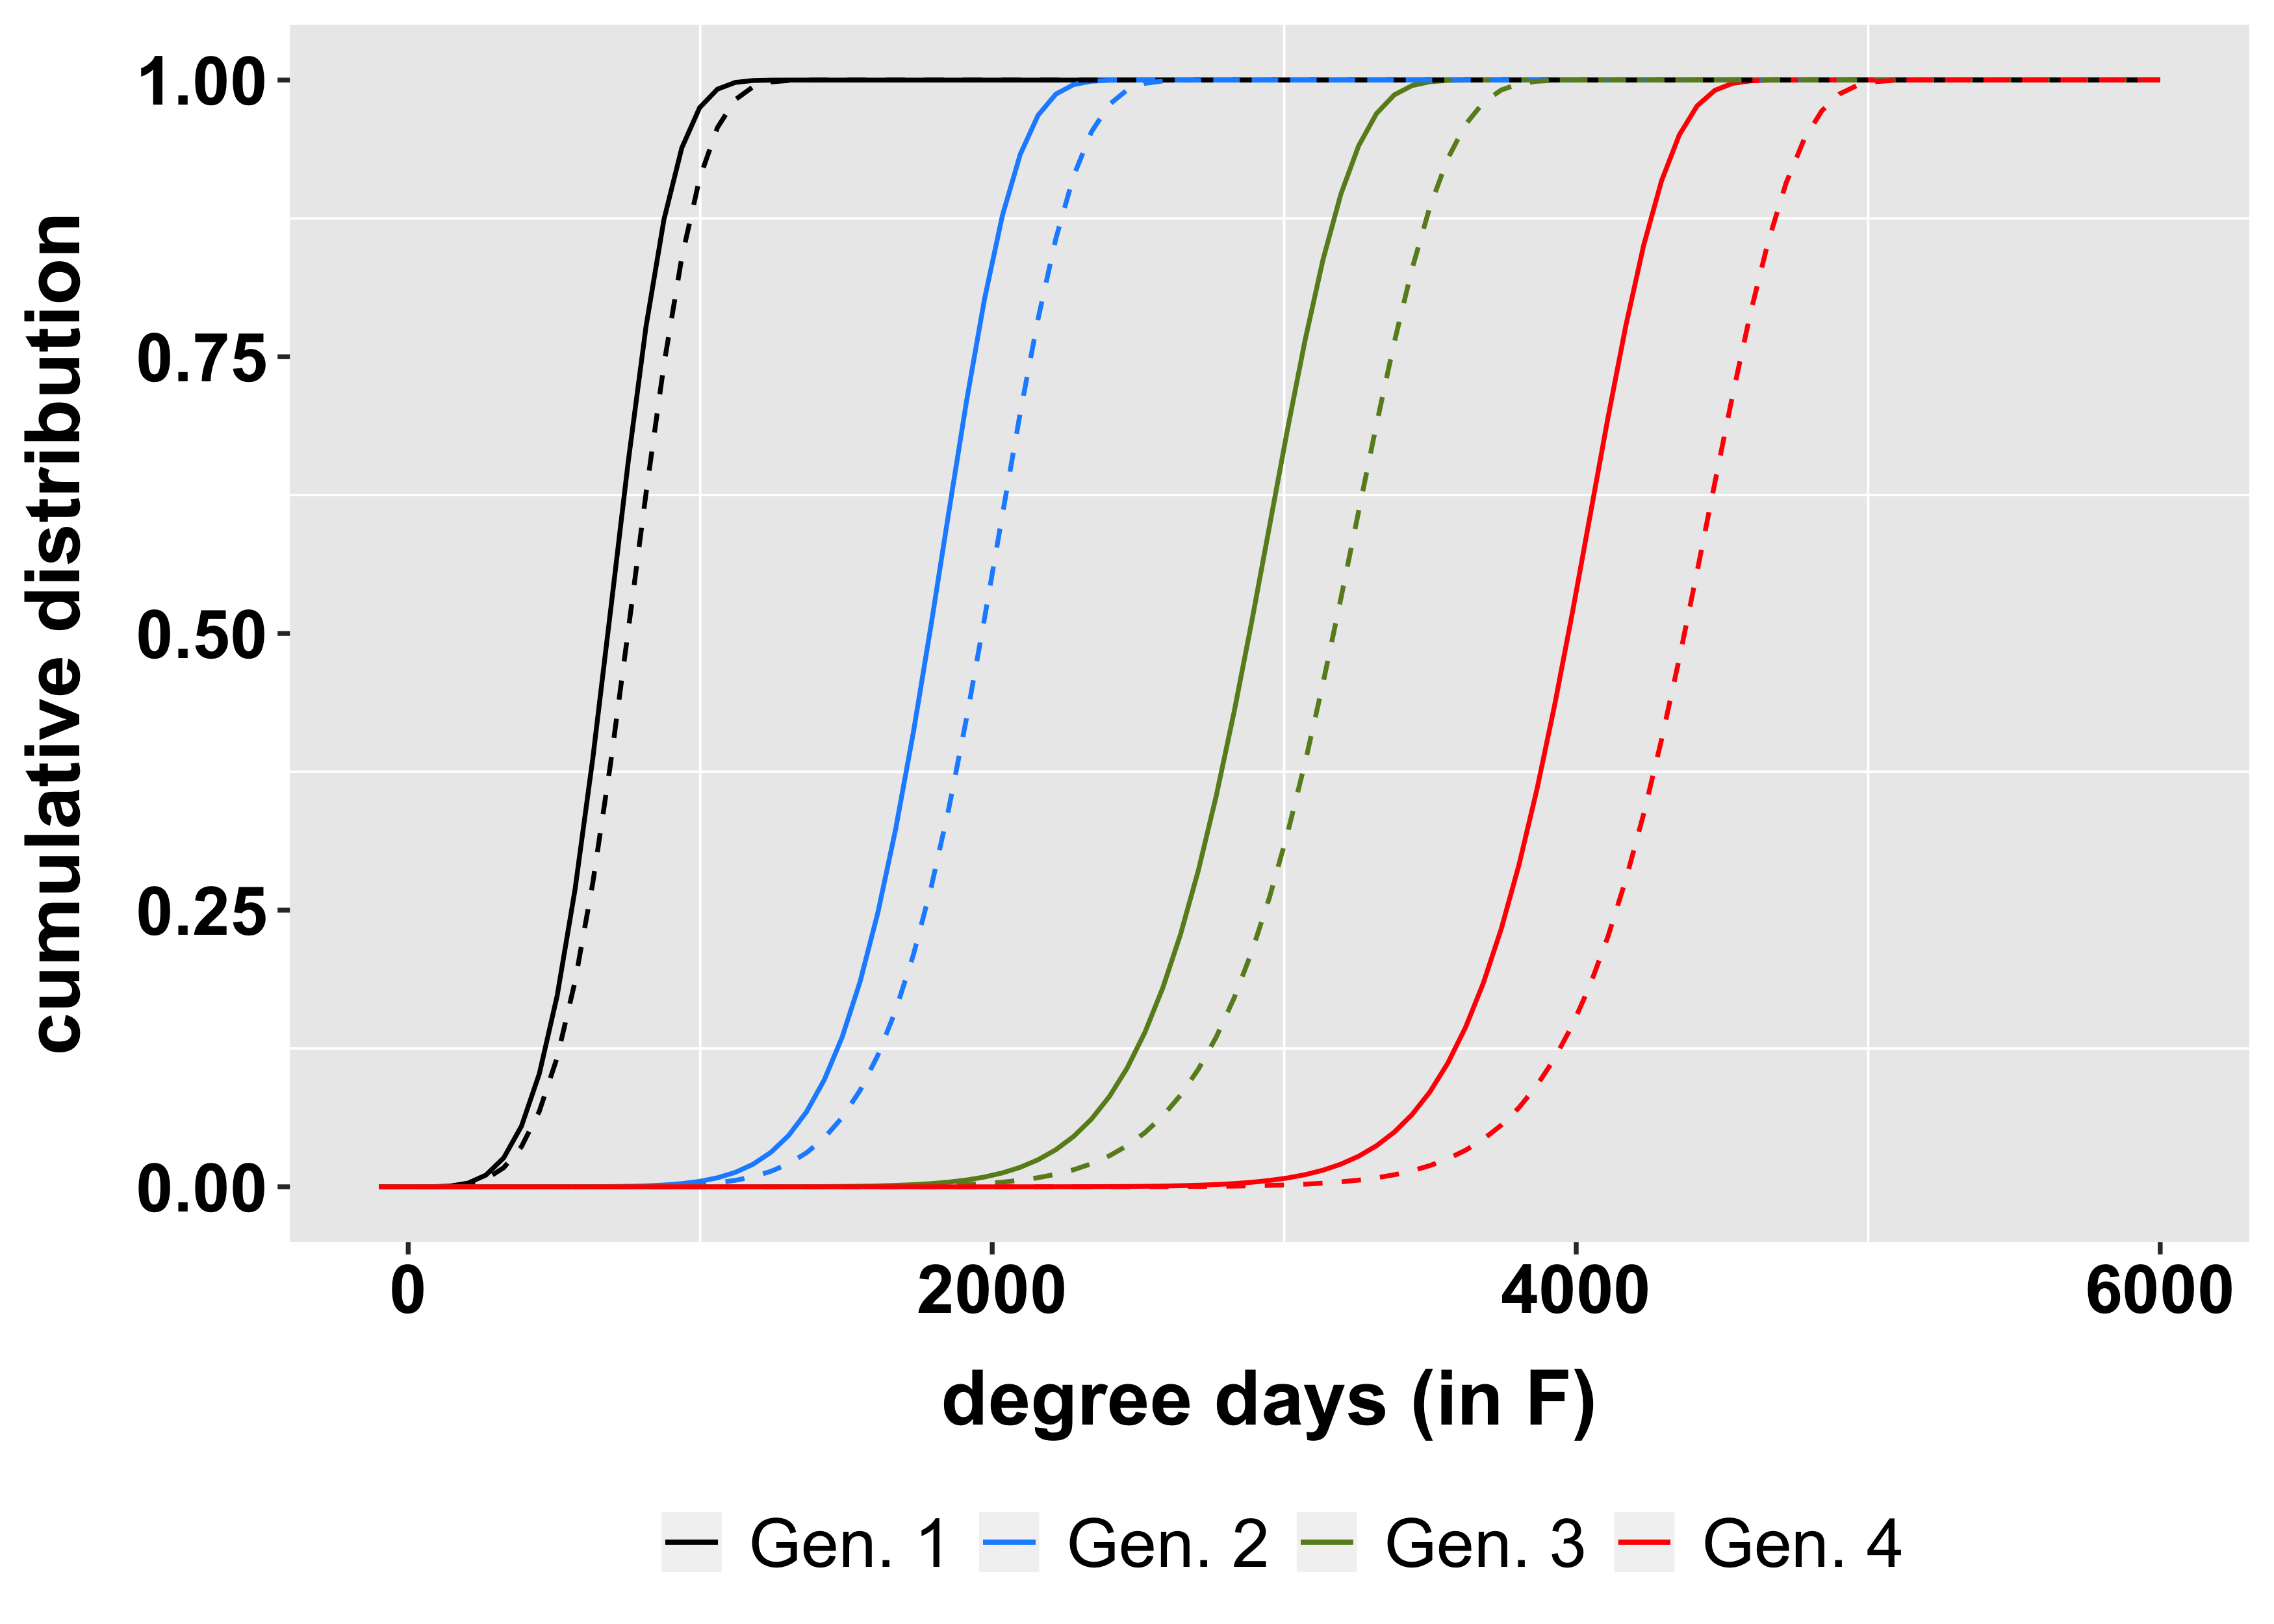 cumulative distribution
1.00
0.75
0.50
0.25
0.00
0 2000 4000 6000
degree days (in F)
Gen. 1 Gen. 2 Gen. 3 Gen. 4